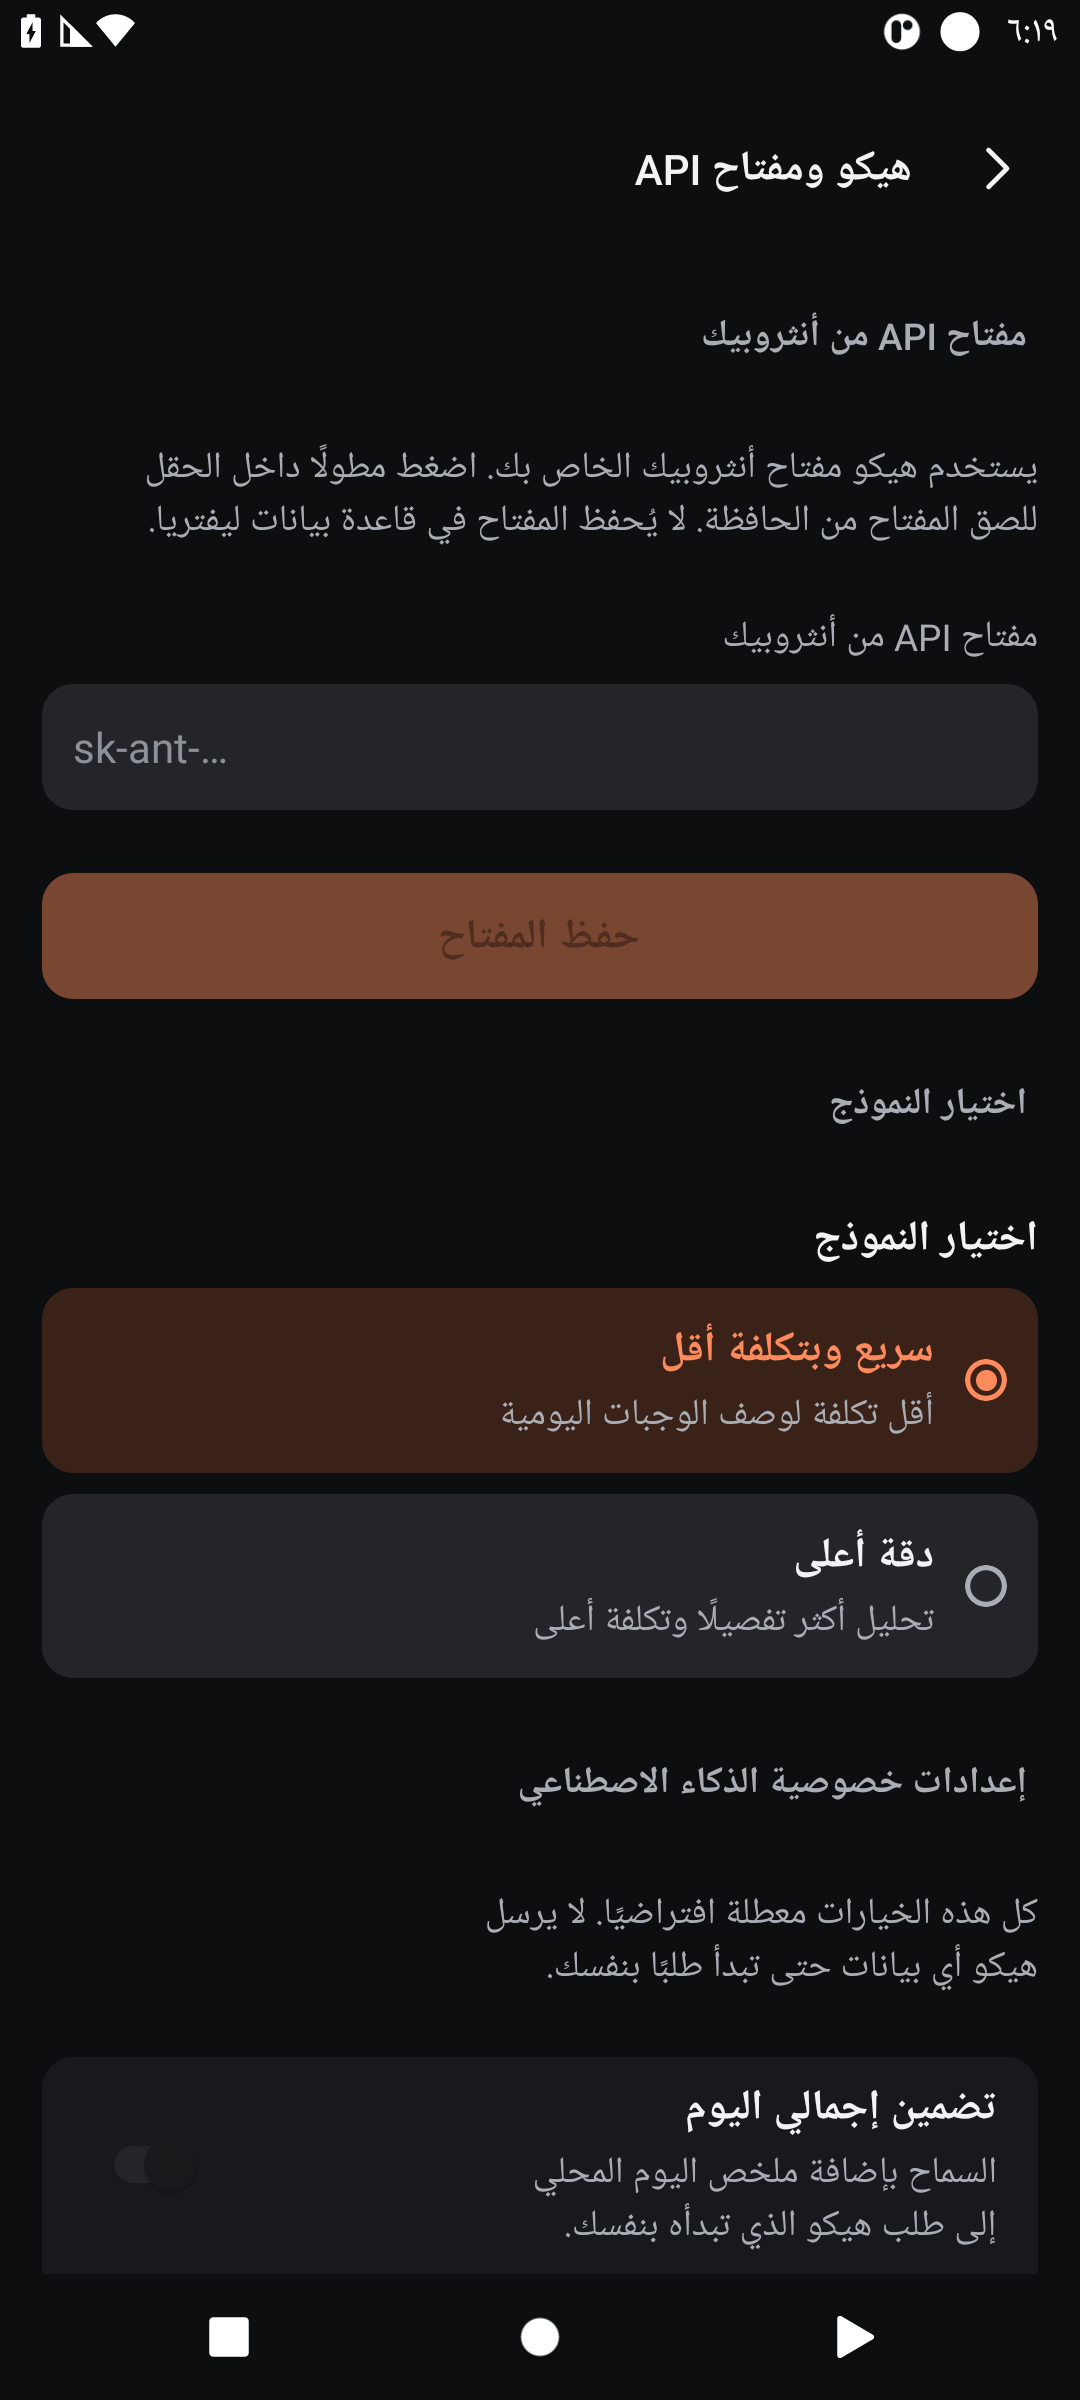 ٦:١٩
هيكو ومفتاح API
مفتاح API من أنثروبيك
يستخدم هيكو مفتاح أنثروبيك الخاص بك. اضغط مطولًا داخل الحقل
للصق المفتاح من الحافظة. لا يُحفظ المفتاح في قاعدة بيانات ليفتريا.
مفتاح API من أنثروبيك
sk-ant-…
حفظ المفتاح
اختيار النموذج
اختيار النموذج
سريع وبتكلفة أقل
أقل تكلفة لوصف الوجبات اليومية
دقة أعلى
تحليل أكثر تفصيلًا وتكلفة أعلى
إعدادات خصوصية الذكاء الاصطناعي
كل هذه الخيارات معطلة افتراضيًا. لا يرسل
هيكو أي بيانات حتى تبدأ طلبًا بنفسك.
تضمين إجمالي اليوم
السماح بإضافة ملخص اليوم المحلي
إلى طلب هيكو الذي تبدأه بنفسك.